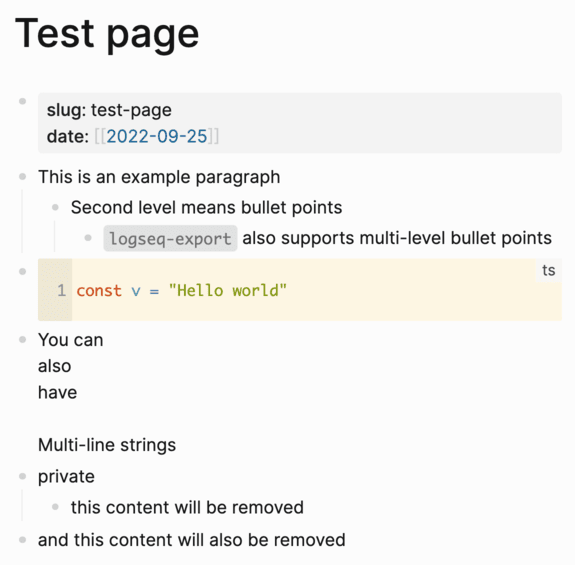 Test page
slug: test-page
date: [[2022-09-25]]
This is an example paragraph
Second level means bullet points
logseq-export also supports multi-level bullet points
ts
1 const v = "Hello world"
You can
also
have
Multi-line strings
private
this content will be removed
and this content will also be removed